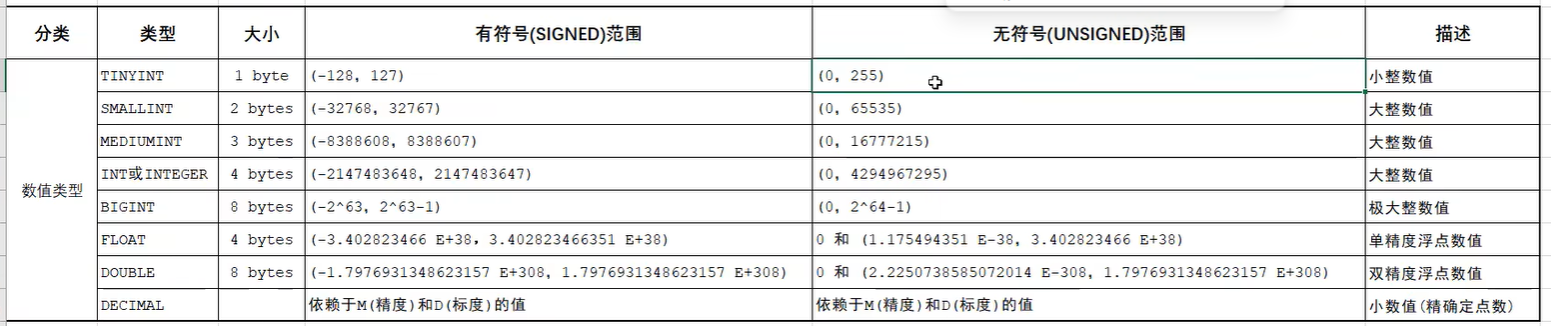 分类 类型 大小 有符号(SIGNED)范围 无符号(UNSIGNED)范围 描述
TINYINT 1 byte (-128, 127) (0, 255) 小整数值
SMALLINT 2 bytes (-32768, 32767) (0, 65535) 大整数值
MEDIUMINT 3 bytes (-8388608, 8388607) (0, 16777215) 大整数值
INT或INTEGER 4 bytes (-2147483648, 2147483647) (0, 4294967295) 大整数值
数值类型
BIGINT 8 bytes (-2^63, 2^63-1) (0, 2^64-1) 极大整数值
FLOAT 4 bytes (-3.402823466 E+38, 3.402823466351 E+38) 0 和 (1.175494351 E-38, 3.402823466 E+38) 单精度浮点数值
DOUBLE 8 bytes (-1.7976931348623157 E+308, 1.7976931348623157 E+308) 0 和 (2.2250738585072014 E-308, 1.7976931348623157 E+308) 双精度浮点数值
DECIMAL 依赖于M(精度)和D(标度)的值 依赖于M(精度)和D(标度)的值 小数值(精确定点数)